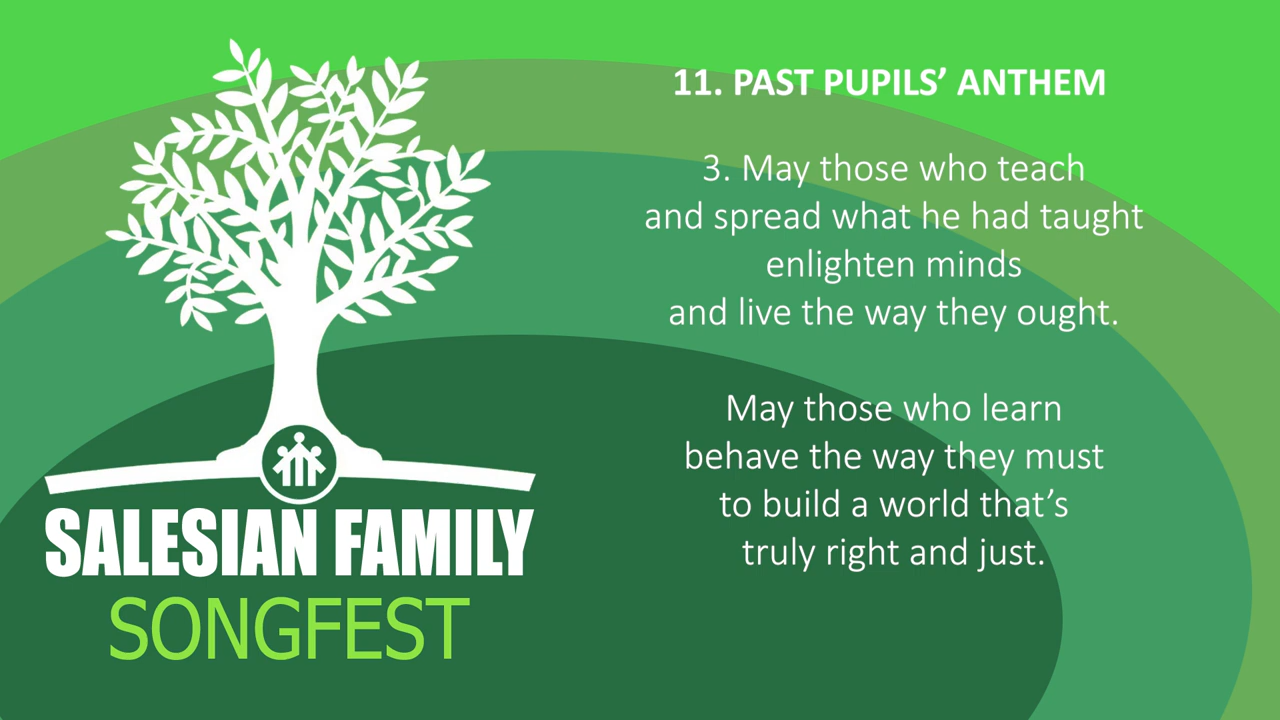 11. PAST PUPILS’ ANTHEM
3. May those who teach
and spread what he had taught
enlighten minds
and live the way they ought.
May those who learn
behave the way they must
to build a world that’s
truly right and just.
SALESIAN FAMILY
SONGFEST